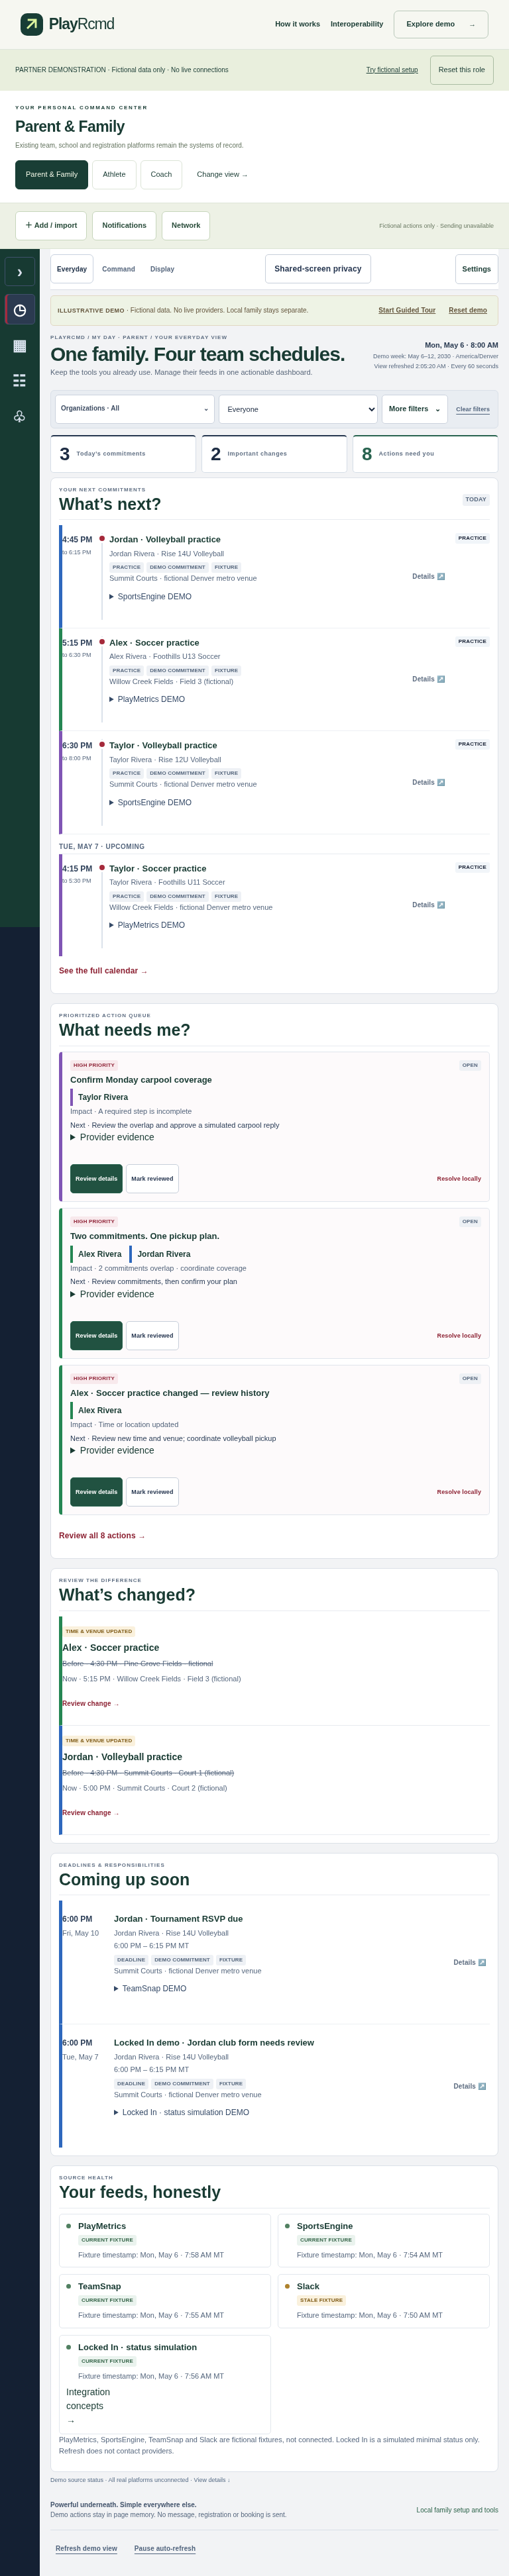 PlayRcmd
How it works
Interoperability
Explore demo →
PARTNER DEMONSTRATION · Fictional data only · No live connections
Try fictional setup
Reset this role
YOUR PERSONAL COMMAND CENTER
Parent & Family
Existing team, school and registration platforms remain the systems of record.
Parent & Family
Athlete
Coach
Change view →
+ Add / import
Notifications
Network
Fictional actions only · Sending unavailable
Everyday
Command
Display
Shared-screen privacy
Settings
ILLUSTRATIVE DEMO · Fictional data. No live providers. Local family stays separate.
Start Guided Tour
Reset demo
PLAYRCMD / MY DAY · PARENT / YOUR EVERYDAY VIEW
One family. Four team schedules.
Keep the tools you already use. Manage their feeds in one actionable dashboard.
Mon, May 6 · 8:00 AM
Demo week: May 6–12, 2030 · America/Denver
View refreshed 2:05:20 AM · Every 60 seconds
Organizations · All
Everyone
More filters
Clear filters
3 Today's commitments
2 Important changes
8 Actions need you
YOUR NEXT COMMITMENTS
What's next?
TODAY
4:45 PM
to 6:15 PM
Jordan · Volleyball practice
PRACTICE
Jordan Rivera · Rise 14U Volleyball
PRACTICE DEMO COMMITMENT FIXTURE
Summit Courts · fictional Denver metro venue
Details ↗
▶ SportsEngine DEMO
5:15 PM
to 6:30 PM
Alex · Soccer practice
PRACTICE
Alex Rivera · Foothills U13 Soccer
PRACTICE DEMO COMMITMENT FIXTURE
Willow Creek Fields · Field 3 (fictional)
Details ↗
▶ PlayMetrics DEMO
6:30 PM
to 8:00 PM
Taylor · Volleyball practice
PRACTICE
Taylor Rivera · Rise 12U Volleyball
PRACTICE DEMO COMMITMENT FIXTURE
Summit Courts · fictional Denver metro venue
Details ↗
▶ SportsEngine DEMO
TUE, MAY 7 · UPCOMING
4:15 PM
to 5:30 PM
Taylor · Soccer practice
PRACTICE
Taylor Rivera · Foothills U11 Soccer
PRACTICE DEMO COMMITMENT FIXTURE
Willow Creek Fields · fictional Denver metro venue
Details ↗
▶ PlayMetrics DEMO
See the full calendar →
PRIORITIZED ACTION QUEUE
What needs me?
HIGH PRIORITY
OPEN
Confirm Monday carpool coverage
Taylor Rivera
Impact · A required step is incomplete
Next · Review the overlap and approve a simulated carpool reply
▶ Provider evidence
Review details
Mark reviewed
Resolve locally
HIGH PRIORITY
OPEN
Two commitments. One pickup plan.
Alex Rivera
Jordan Rivera
Impact · 2 commitments overlap · coordinate coverage
Next · Review commitments, then confirm your plan
▶ Provider evidence
Review details
Mark reviewed
Resolve locally
HIGH PRIORITY
OPEN
Alex · Soccer practice changed — review history
Alex Rivera
Impact · Time or location updated
Next · Review new time and venue; coordinate volleyball pickup
▶ Provider evidence
Review details
Mark reviewed
Resolve locally
Review all 8 actions →
REVIEW THE DIFFERENCE
What's changed?
TIME & VENUE UPDATED
Alex · Soccer practice
Before · 4:30 PM · Pine Grove Fields · fictional
Now · 5:15 PM · Willow Creek Fields · Field 3 (fictional)
Review change →
TIME & VENUE UPDATED
Jordan · Volleyball practice
Before · 4:30 PM · Summit Courts · Court 1 (fictional)
Now · 5:00 PM · Summit Courts · Court 2 (fictional)
Review change →
DEADLINES & RESPONSIBILITIES
Coming up soon
6:00 PM
Fri, May 10
Jordan · Tournament RSVP due
Jordan Rivera · Rise 14U Volleyball
6:00 PM – 6:15 PM MT
DEADLINE DEMO COMMITMENT FIXTURE
Summit Courts · fictional Denver metro venue
Details ↗
▶ TeamSnap DEMO
6:00 PM
Tue, May 7
Locked In demo · Jordan club form needs review
Jordan Rivera · Rise 14U Volleyball
6:00 PM – 6:15 PM MT
DEADLINE DEMO COMMITMENT FIXTURE
Summit Courts · fictional Denver metro venue
Details ↗
▶ Locked In · status simulation DEMO
SOURCE HEALTH
Your feeds, honestly
PlayMetrics
CURRENT FIXTURE
Fixture timestamp: Mon, May 6 · 7:58 AM MT
SportsEngine
CURRENT FIXTURE
Fixture timestamp: Mon, May 6 · 7:54 AM MT
TeamSnap
CURRENT FIXTURE
Fixture timestamp: Mon, May 6 · 7:55 AM MT
Slack
STALE FIXTURE
Fixture timestamp: Mon, May 6 · 7:50 AM MT
Locked In · status simulation
CURRENT FIXTURE
Fixture timestamp: Mon, May 6 · 7:56 AM MT
Integration
concepts
→
PlayMetrics, SportsEngine, TeamSnap and Slack are fictional fixtures, not connected. Locked In is a simulated minimal status only.
Refresh does not contact providers.
Demo source status · All real platforms unconnected · View details ↓
Powerful underneath. Simple everywhere else.
Demo actions stay in page memory. No message, registration or booking is sent.
Local family setup and tools
Refresh demo view
Pause auto-refresh